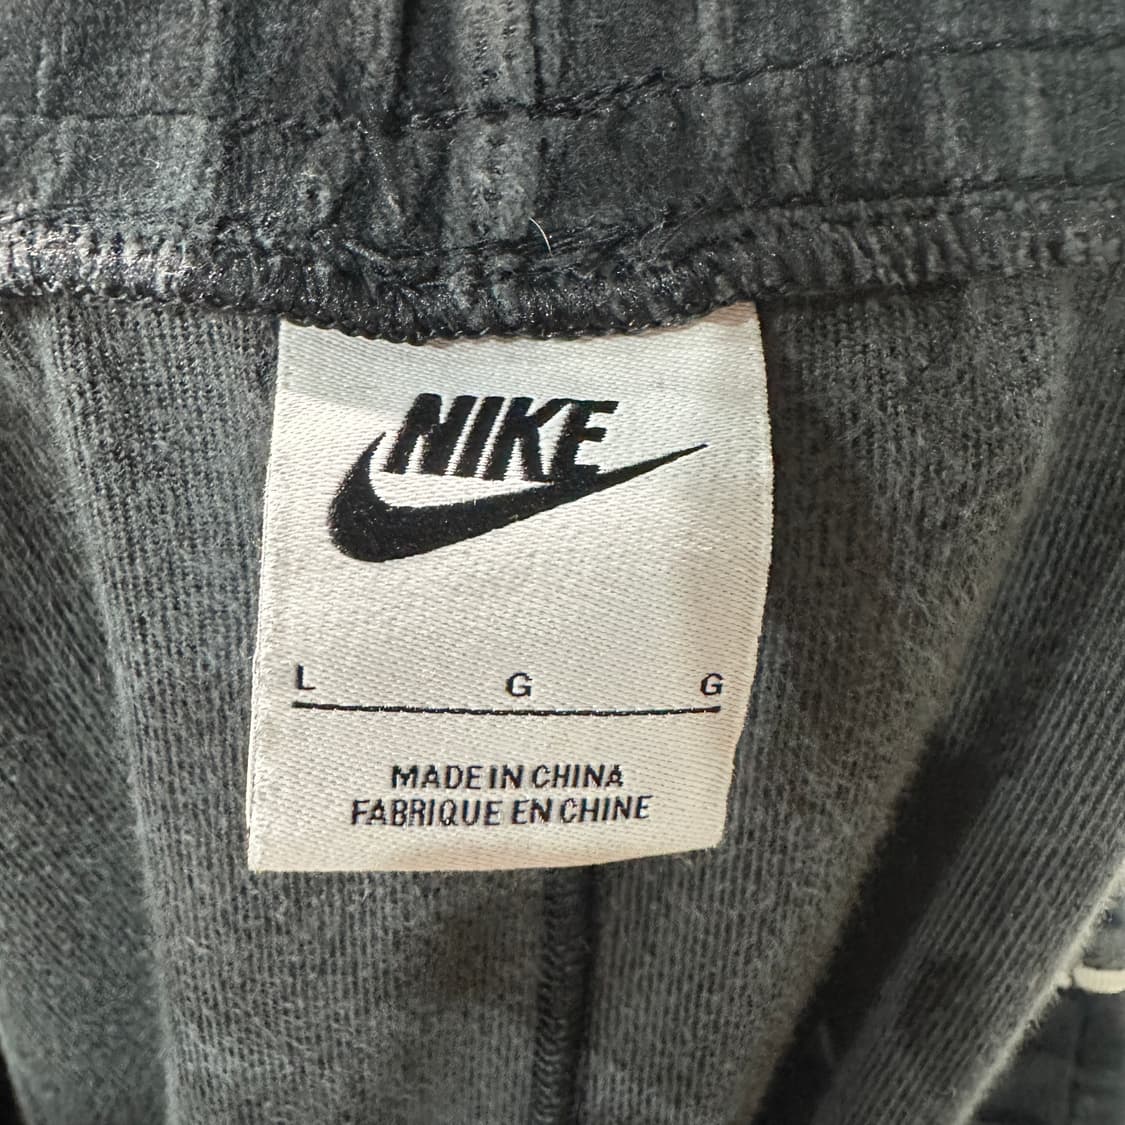 NIKE
L G G
MADE IN CHINA
FABRIQUE EN CHINE